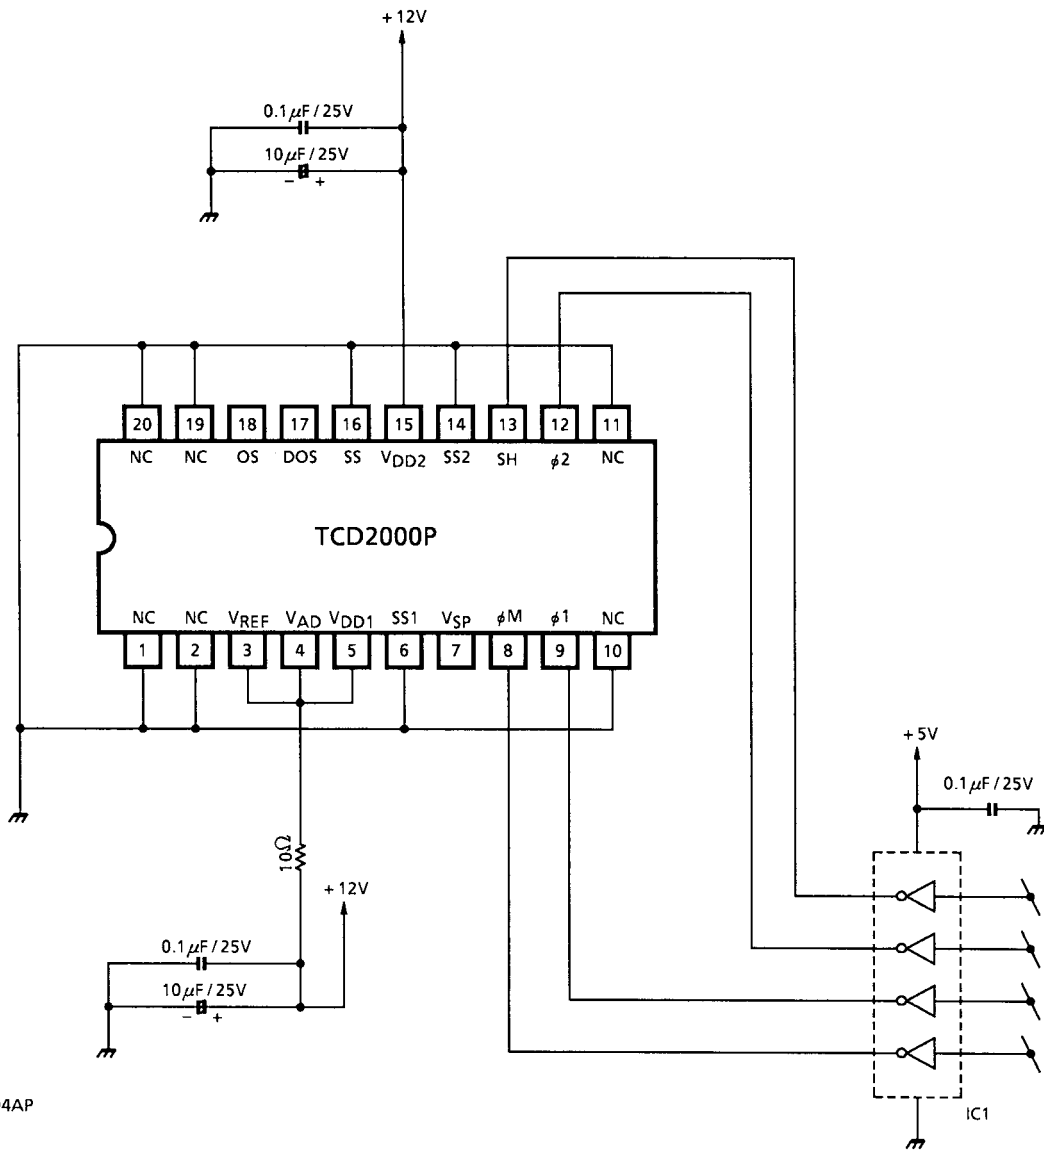 +12V
0.1μF/25V
10μF/25V
- +
20 19 18 17 16 15 14 13 12 11
NC NC OS DOS SS VDD2 SS2 SH φ2 NC
TCD2000P
NC NC VREF VAD VDD1 SS1 VSP φM φ1 NC
1 2 3 4 5 6 7 8 9 10
+5V
0.1μF/25V
10Ω
+12V
0.1μF/25V
10μF/25V
- +
4AP
IC1